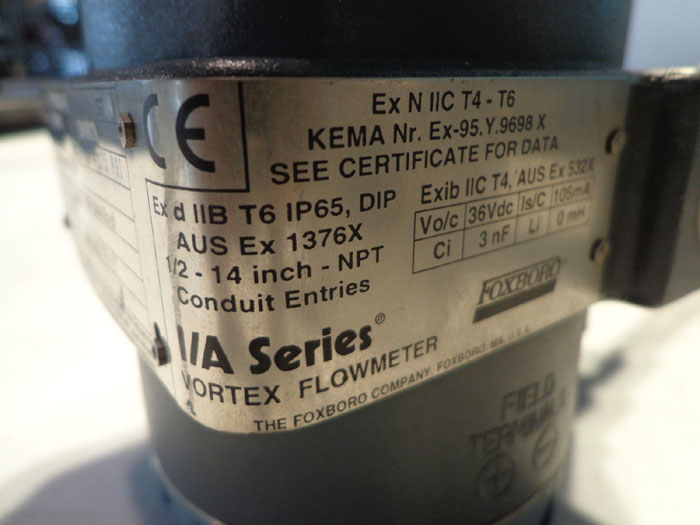 CE
Ex N IIC T4 - T6
KEMA Nr. Ex-95.Y.9698 X
SEE CERTIFICATE FOR DATA
Ex d IIB T6 IP65, DIP
AUS Ex 1376X
1/2 - 14 inch - NPT
Conduit Entries
Exib IIC T4, AUS Ex 532X
Vo/c 36Vdc Is/C 105mA
Ci 3 nF Li 0 mH
FOXBORO®
I/A Series®
VORTEX FLOWMETER
THE FOXBORO COMPANY, FOXBORO, MA, U.S.A.
FIELD
TERMINALS